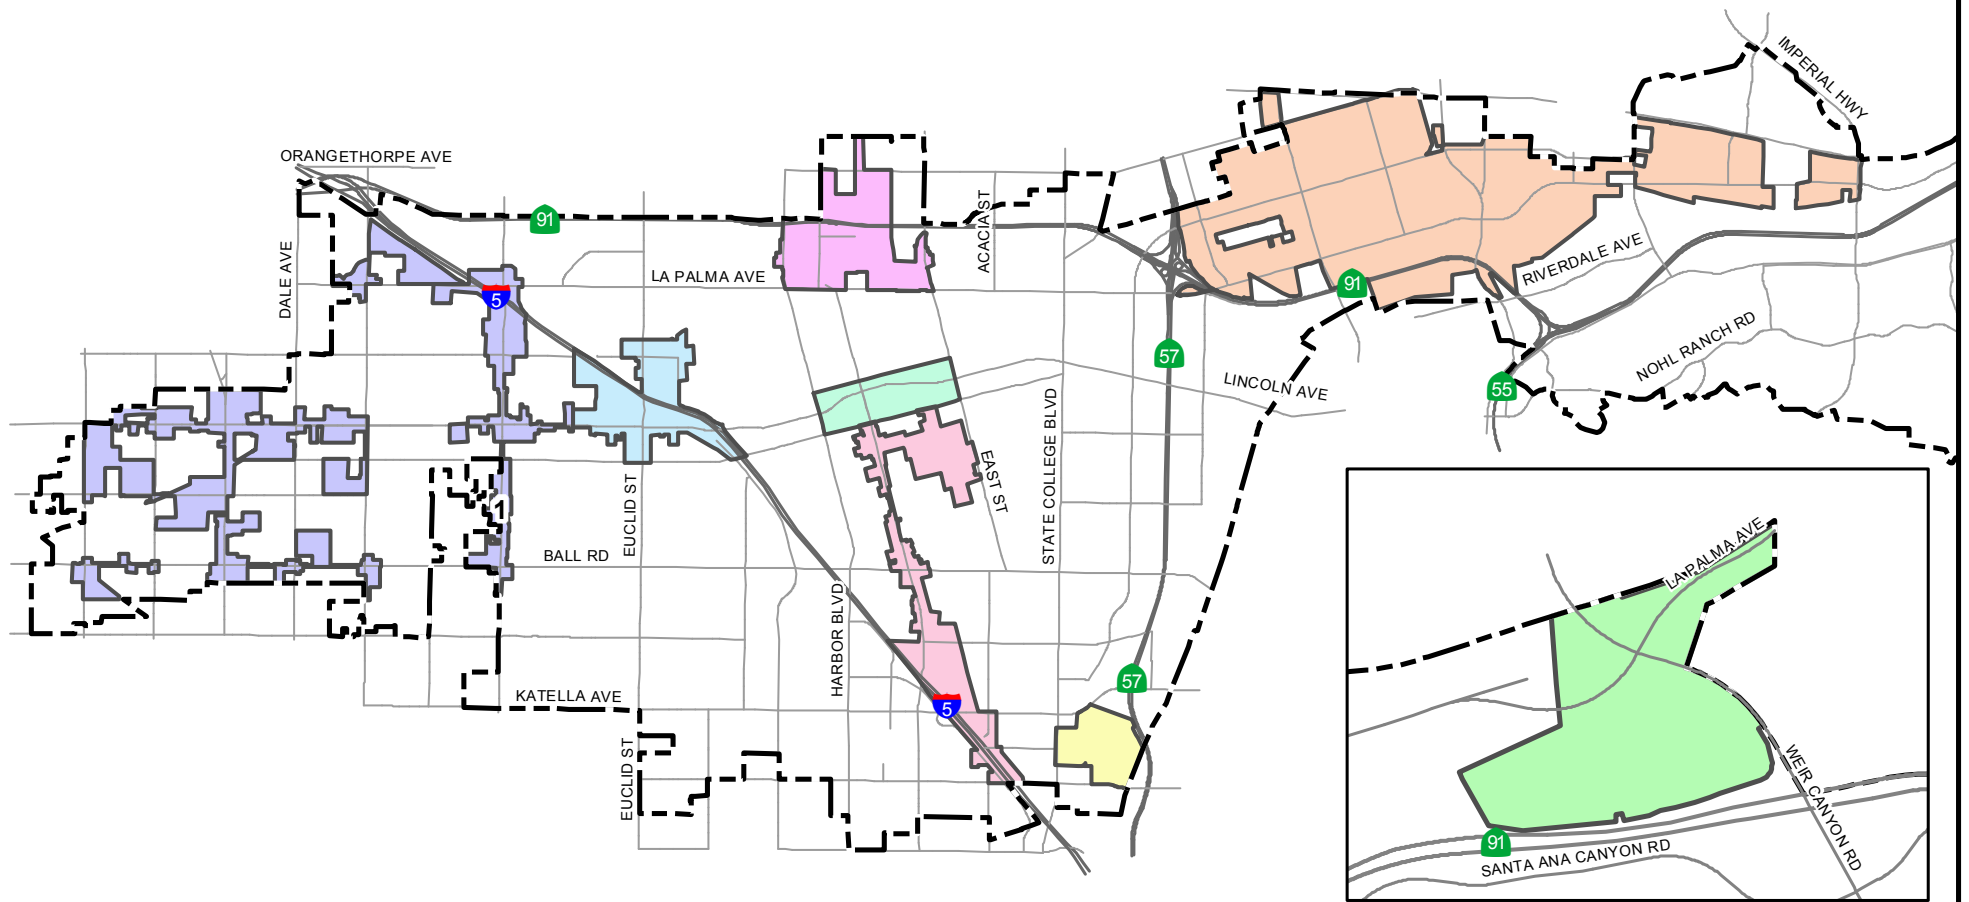 IMPERIAL HWY
ORANGETHORPE AVE
91
ACACIA ST
DALE AVE
LA PALMA AVE
RIVERDALE AVE
5
91
57
NOHL RANCH RD
LINCOLN AVE
55
STATE COLLEGE BLVD
EAST ST
EUCLID ST
1
BALL RD
HARBOR BLVD
KATELLA AVE
57
5
EUCLID ST
LA PALMA AVE
WEIR CANYON RD
91
SANTA ANA CANYON RD